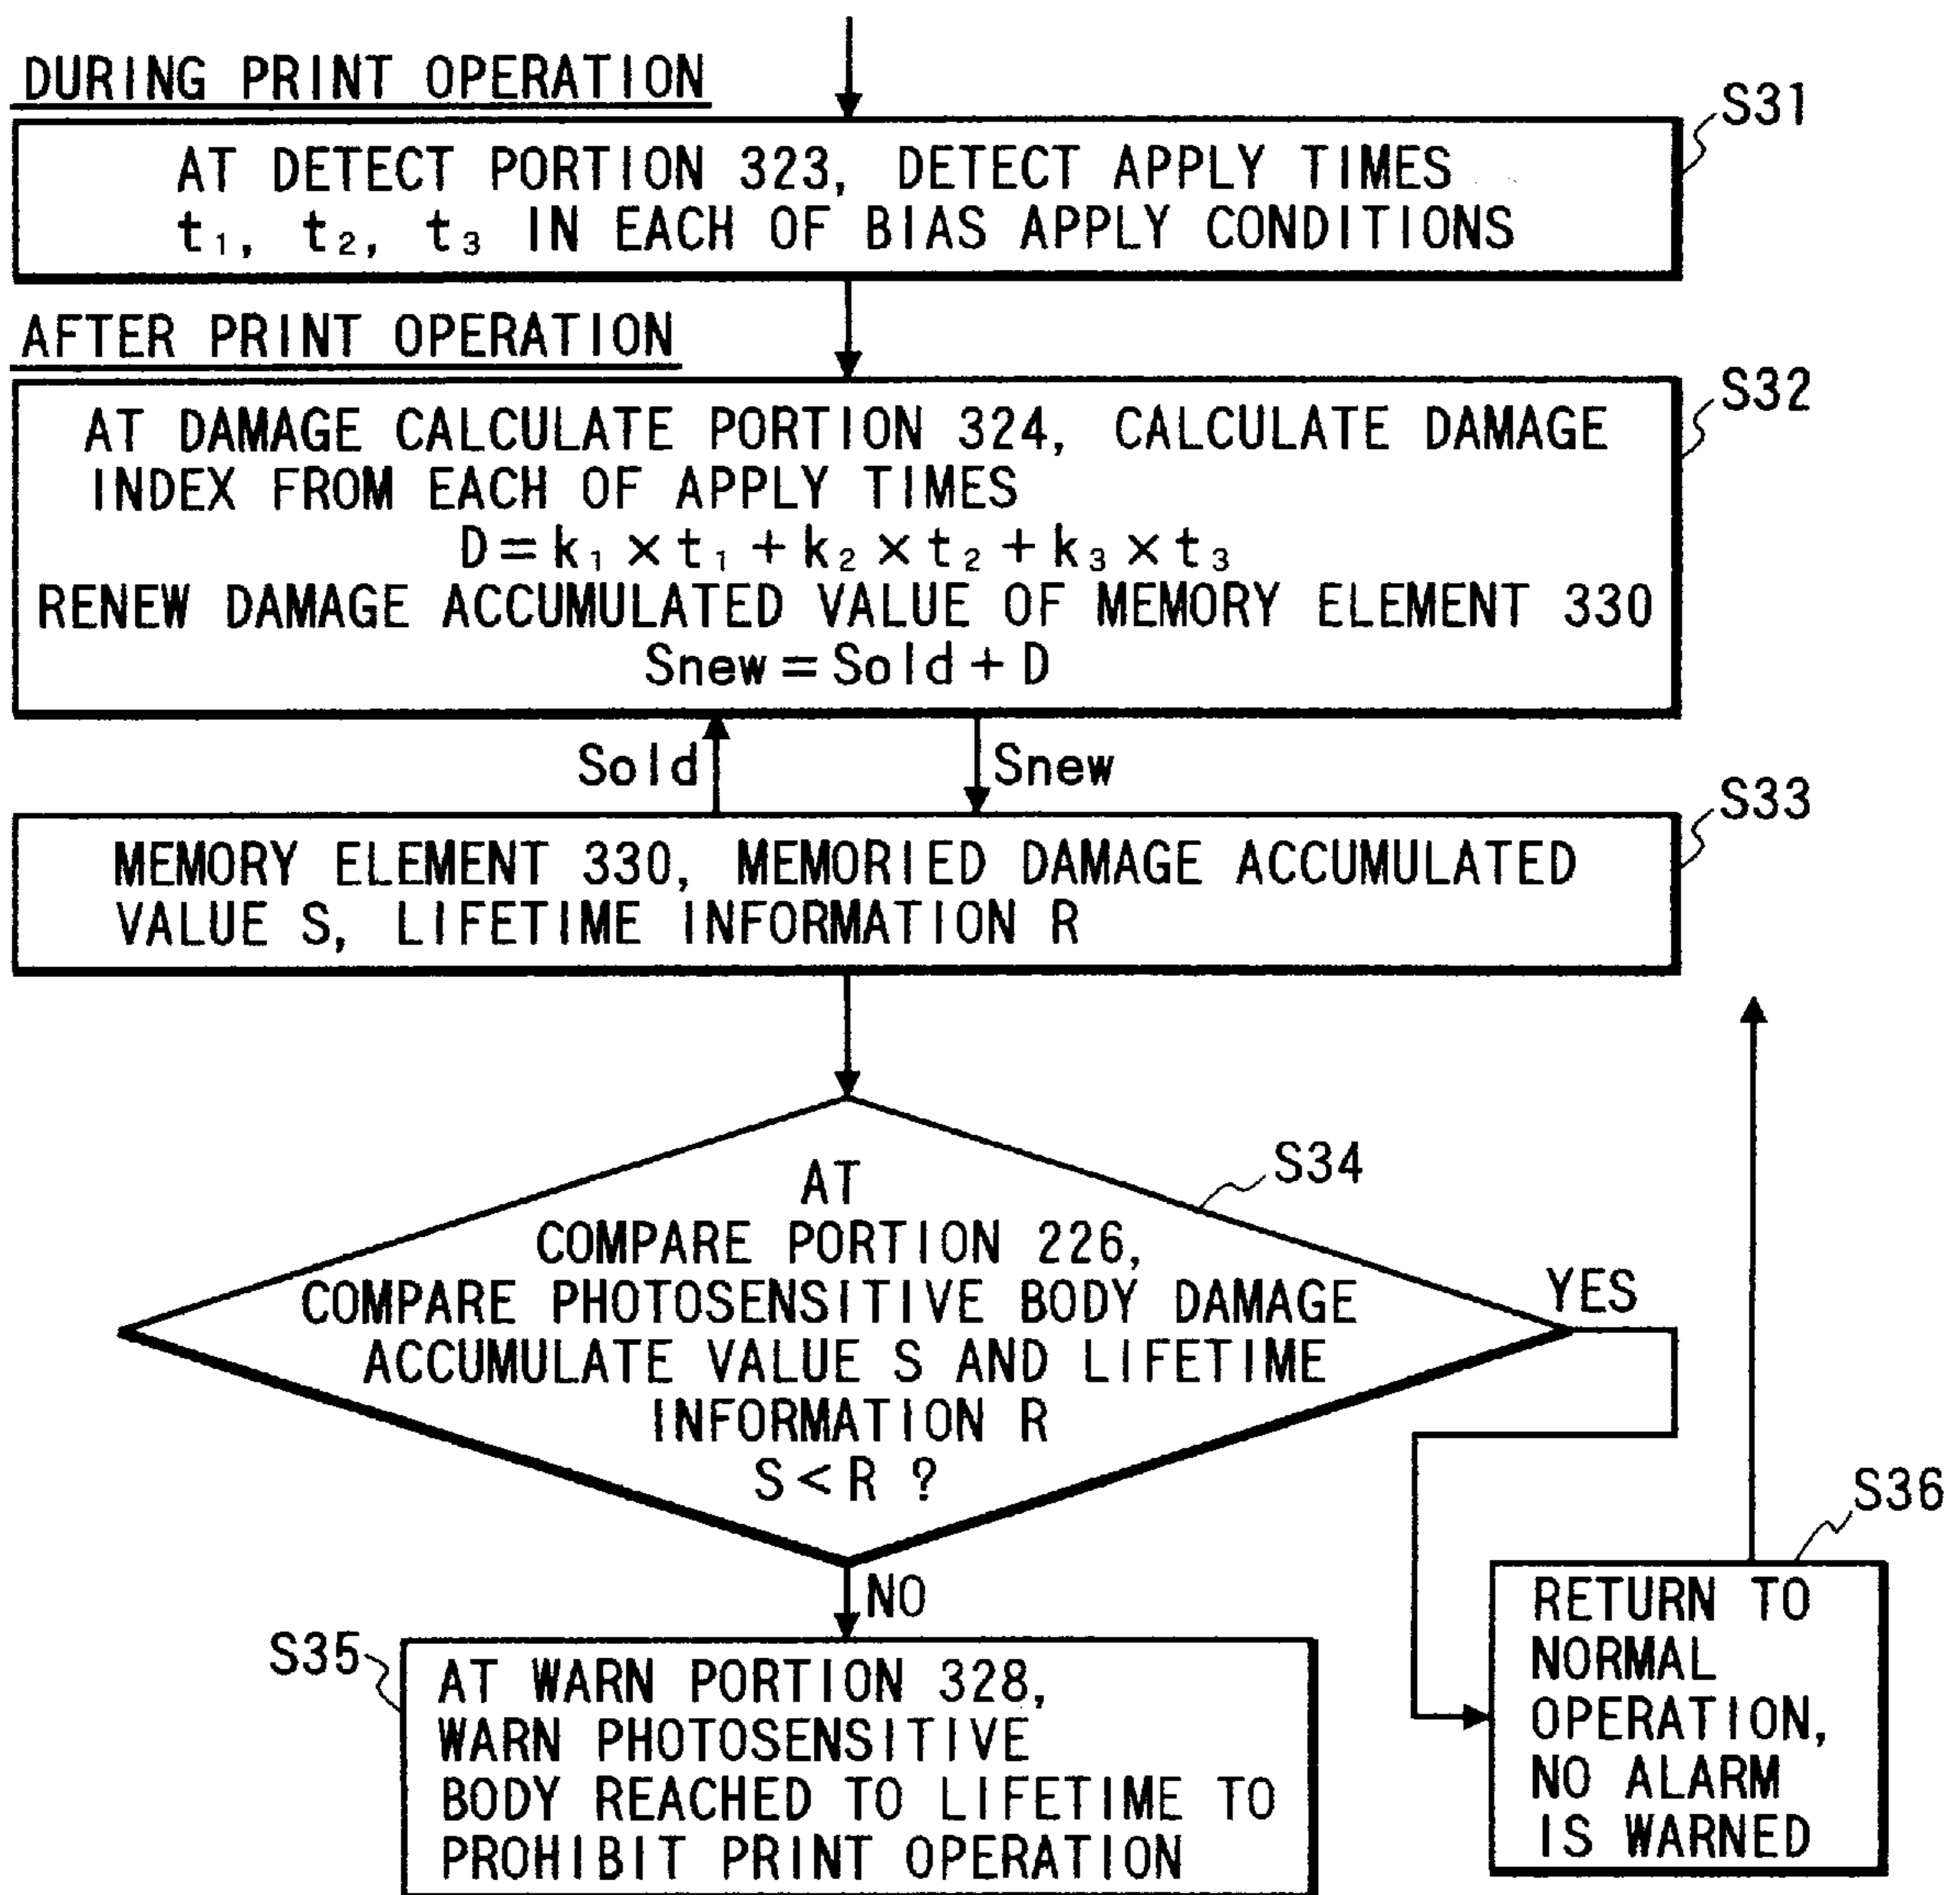 DURING PRINT OPERATION
S31
AT DETECT PORTION 323, DETECT APPLY TIMES
t₁, t₂, t₃ IN EACH OF BIAS APPLY CONDITIONS
AFTER PRINT OPERATION
S32
AT DAMAGE CALCULATE PORTION 324, CALCULATE DAMAGE
INDEX FROM EACH OF APPLY TIMES
D=k₁×t₁+k₂×t₂+k₃×t₃
RENEW DAMAGE ACCUMULATED VALUE OF MEMORY ELEMENT 330
Snew=Sold+D
Sold
Snew
S33
MEMORY ELEMENT 330, MEMORIED DAMAGE ACCUMULATED
VALUE S, LIFETIME INFORMATION R
S34
AT
COMPARE PORTION 226,
COMPARE PHOTOSENSITIVE BODY DAMAGE
ACCUMULATE VALUE S AND LIFETIME
INFORMATION R
S<R ?
YES
NO
S35
AT WARN PORTION 328,
WARN PHOTOSENSITIVE
BODY REACHED TO LIFETIME TO
PROHIBIT PRINT OPERATION
S36
RETURN TO
NORMAL
OPERATION,
NO ALARM
IS WARNED